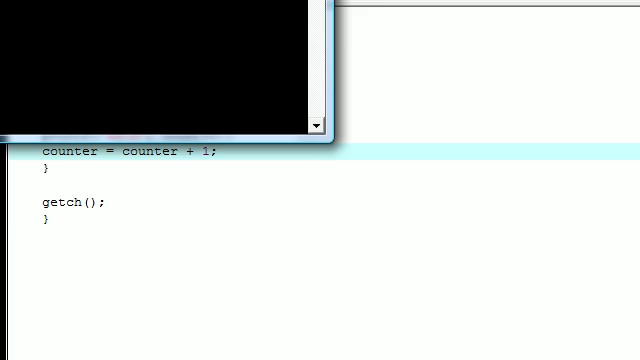 counter = counter + 1;
}
getch();
}